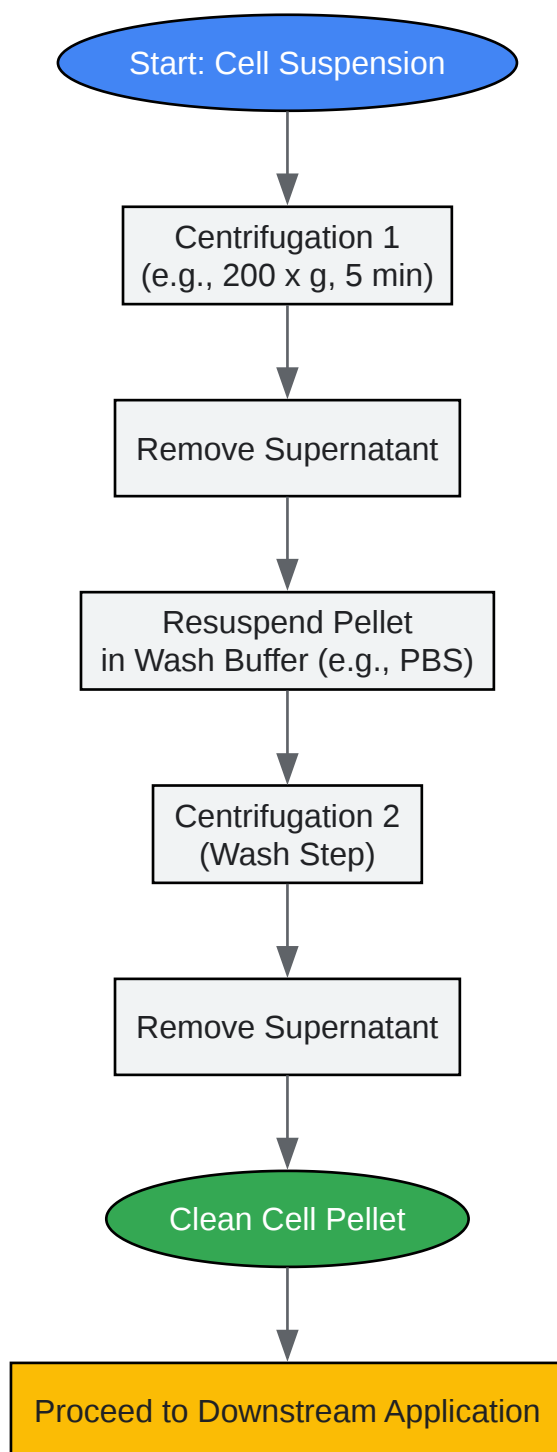 Start: Cell Suspension
Centrifugation 1
(e.g., 200 x g, 5 min)
Remove Supernatant
Resuspend Pellet
in Wash Buffer (e.g., PBS)
Centrifugation 2
(Wash Step)
Remove Supernatant
Clean Cell Pellet
Proceed to Downstream Application